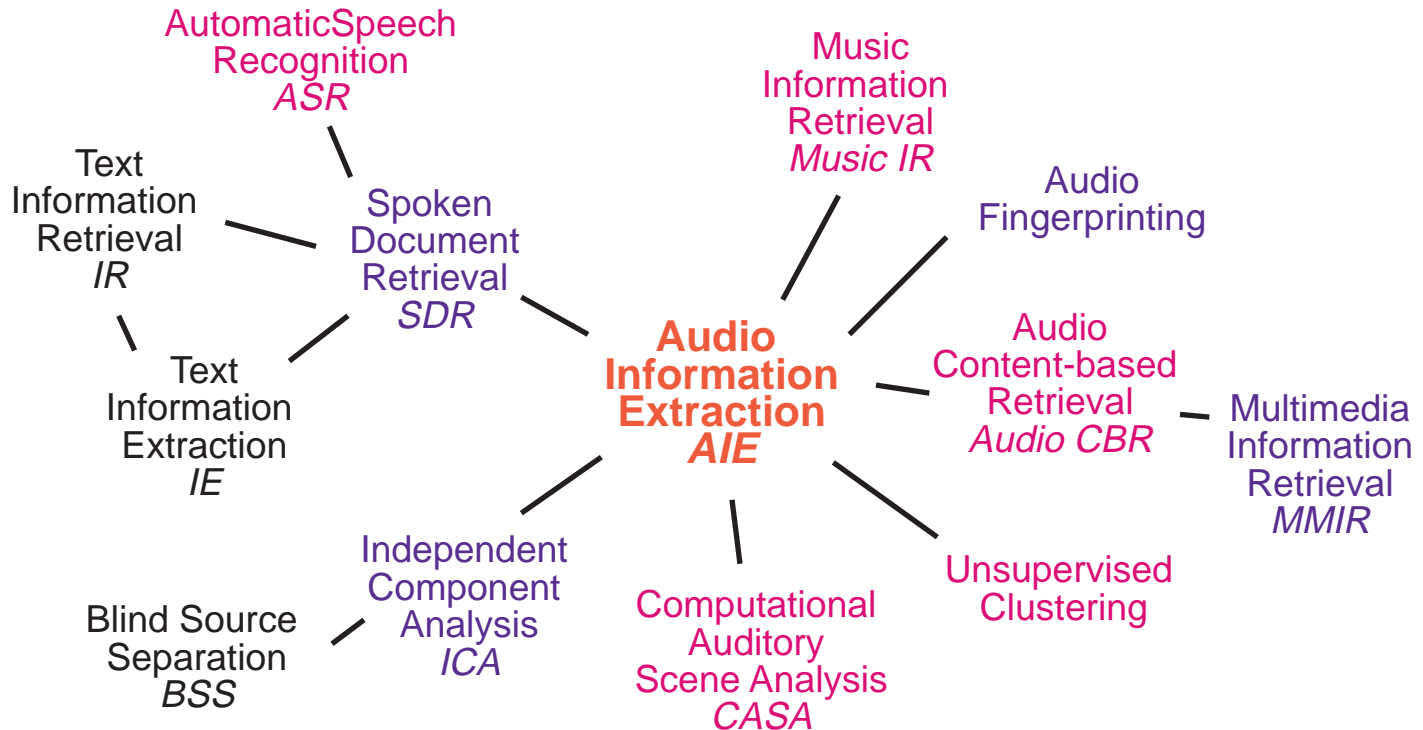 AutomaticSpeech
Recognition
ASR
Music
Information
Retrieval
Music IR
Text
Information
Retrieval
IR
Spoken
Document
Retrieval
SDR
Audio
Fingerprinting
Audio
Information
Extraction
AIE
Audio
Content-based
Retrieval
Audio CBR
Multimedia
Information
Retrieval
MMIR
Text
Information
Extraction
IE
Independent
Component
Analysis
ICA
Unsupervised
Clustering
Computational
Auditory
Scene Analysis
CASA
Blind Source
Separation
BSS